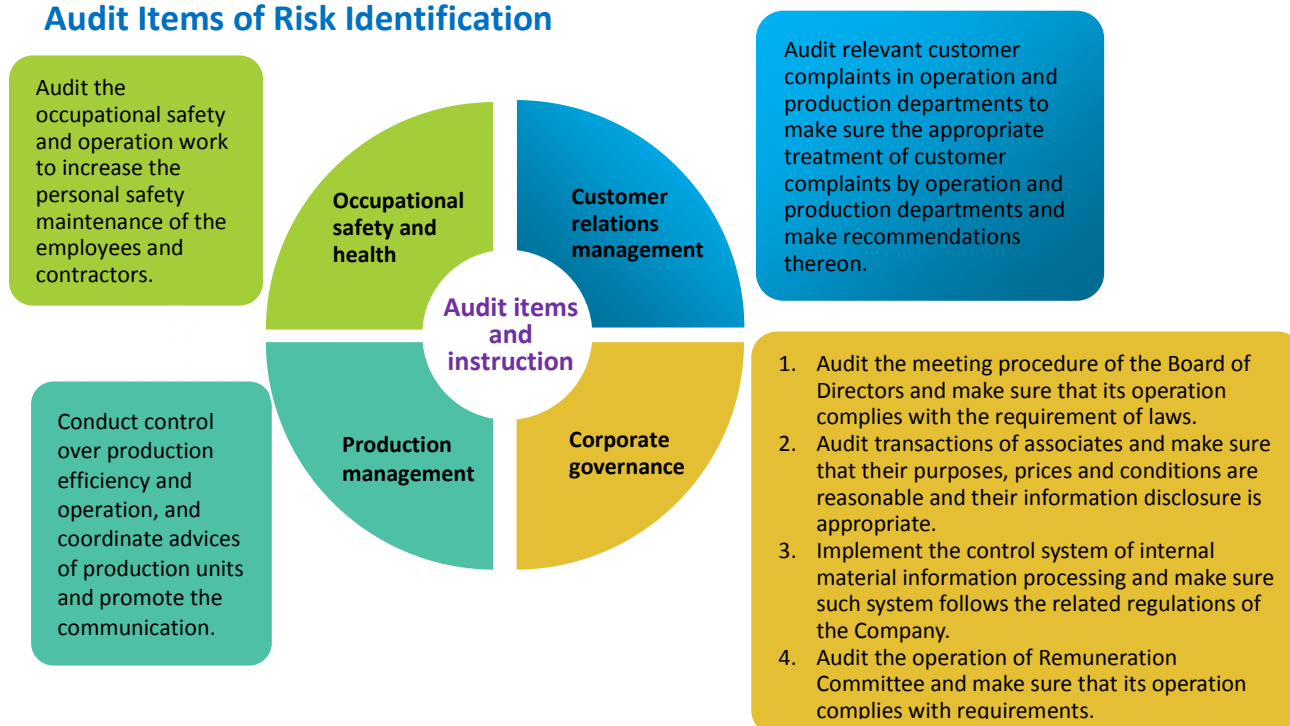 Audit Items of Risk Identification
Audit the
occupational safety
and operation work
to increase the
personal safety
maintenance of the
employees and
contractors.
Occupational
safety and
health
Customer
relations
management
Audit relevant customer
complaints in operation and
production departments to
make sure the appropriate
treatment of customer
complaints by operation and
production departments and
make recommendations
thereon.
Audit items
and
instruction
Conduct control
over production
efficiency and
operation, and
coordinate advices
of production units
and promote the
communication.
Production
management
Corporate
governance
1. Audit the meeting procedure of the Board of
Directors and make sure that its operation
complies with the requirement of laws.
2. Audit transactions of associates and make sure
that their purposes, prices and conditions are
reasonable and their information disclosure is
appropriate.
3. Implement the control system of internal
material information processing and make sure
such system follows the related regulations of
the Company.
4. Audit the operation of Remuneration
Committee and make sure that its operation
complies with requirements.